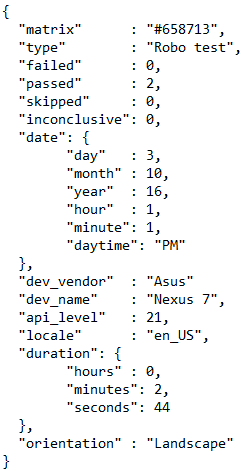 {
  "matrix"      : "#658713",
  "type"        : "Robo test",
  "failed"      : 0,
  "passed"      : 2,
  "skipped"     : 0,
  "inconclusive": 0,
  "date": {
        "day"   : 3,
        "month" : 10,
        "year"  : 16,
        "hour"  : 1,
        "minute": 1,
        "daytime": "PM"
  },
  "dev_vendor"  : "Asus"
  "dev_name"    : "Nexus 7",
  "api_level"   : 21,
  "locale"      : "en_US",
  "duration": {
        "hours" : 0,
        "minutes": 2,
        "seconds": 44
  },
  "orientation" : "Landscape"
}